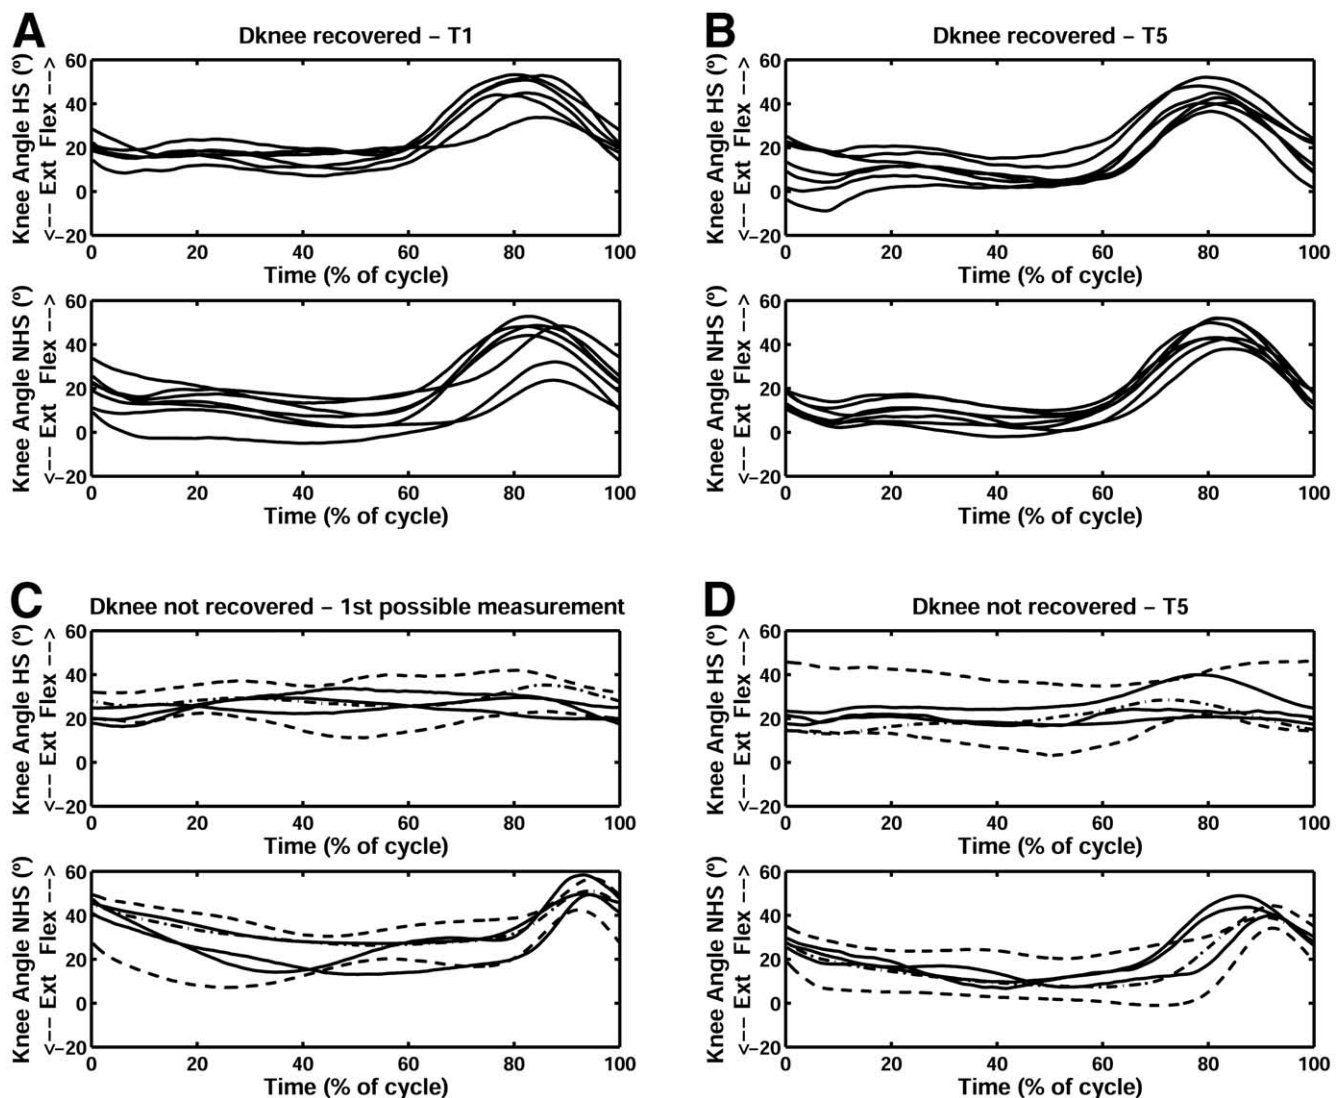 A
Dknee recovered – T1
Knee Angle HS (º)
<--- Ext Flex --->
60
40
20
0
–20
0 20 40 60 80 100
Time (% of cycle)
Knee Angle NHS (º)
<--- Ext Flex --->
60
40
20
0
–20
0 20 40 60 80 100
Time (% of cycle)
B
Dknee recovered – T5
Knee Angle HS (º)
<--- Ext Flex --->
60
40
20
0
–20
0 20 40 60 80 100
Time (% of cycle)
Knee Angle NHS (º)
<--- Ext Flex --->
60
40
20
0
–20
0 20 40 60 80 100
Time (% of cycle)
C
Dknee not recovered – 1st possible measurement
Knee Angle HS (º)
<--- Ext Flex --->
60
40
20
0
–20
0 20 40 60 80 100
Time (% of cycle)
Knee Angle NHS (º)
<--- Ext Flex --->
60
40
20
0
–20
0 20 40 60 80 100
Time (% of cycle)
D
Dknee not recovered – T5
Knee Angle HS (º)
<--- Ext Flex --->
60
40
20
0
–20
0 20 40 60 80 100
Time (% of cycle)
Knee Angle NHS (º)
<--- Ext Flex --->
60
40
20
0
–20
0 20 40 60 80 100
Time (% of cycle)